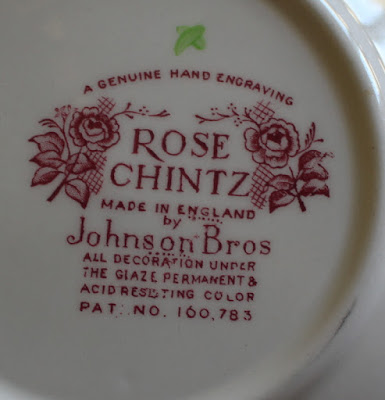 A GENUINE HAND ENGRAVING
ROSE
CHINTZ
MADE IN ENGLAND
by
Johnson Bros
ALL DECORATION UNDER
THE GLAZE PERMANENT &
ACID RESISTING COLOR
PAT. NO. 160,783